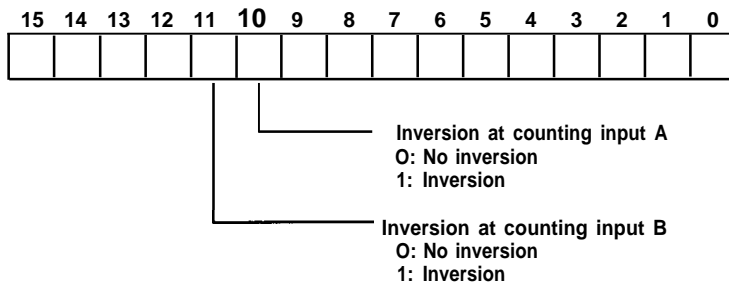 15 14 13 12 11 10 9 8 7 6 5 4 3 2 1 0
Inversion at counting input A
O: No inversion
1: Inversion
Inversion at counting input B
O: No inversion
1: Inversion